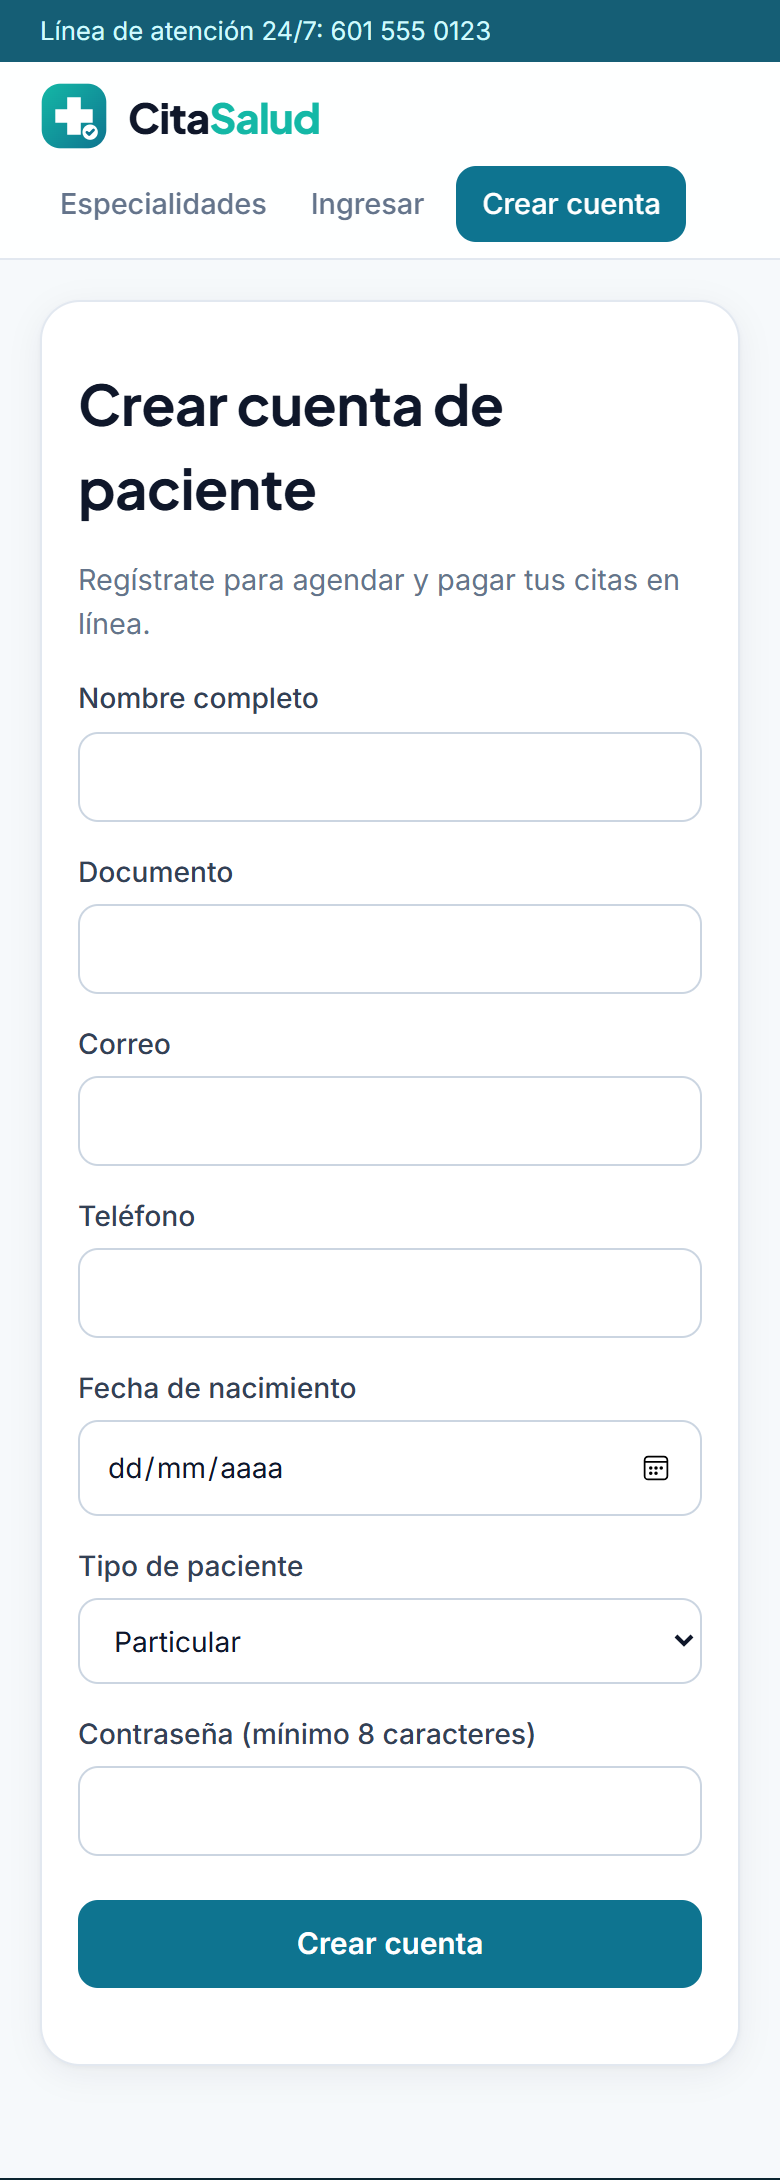 Línea de atención 24/7: 601 555 0123
CitaSalud
Especialidades Ingresar Crear cuenta
Crear cuenta de
paciente
Regístrate para agendar y pagar tus citas en
línea.
Nombre completo
Documento
Correo
Teléfono
Fecha de nacimiento
dd/mm/aaaa
Tipo de paciente
Particular
Contraseña (mínimo 8 caracteres)
Crear cuenta